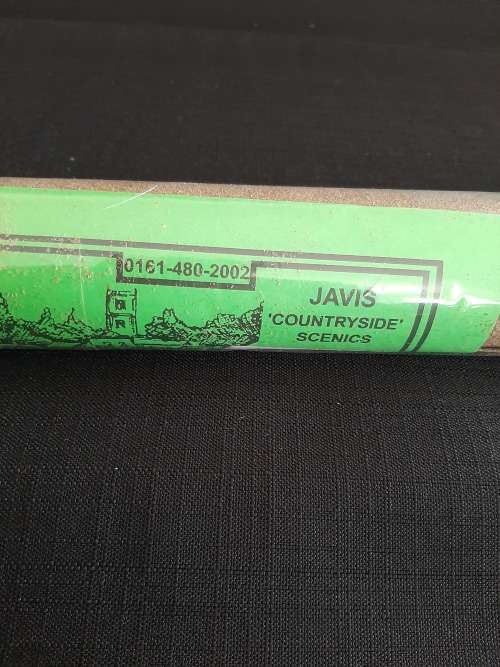 0161-480-2002
JAVIS
'COUNTRYSIDE'
SCENICS